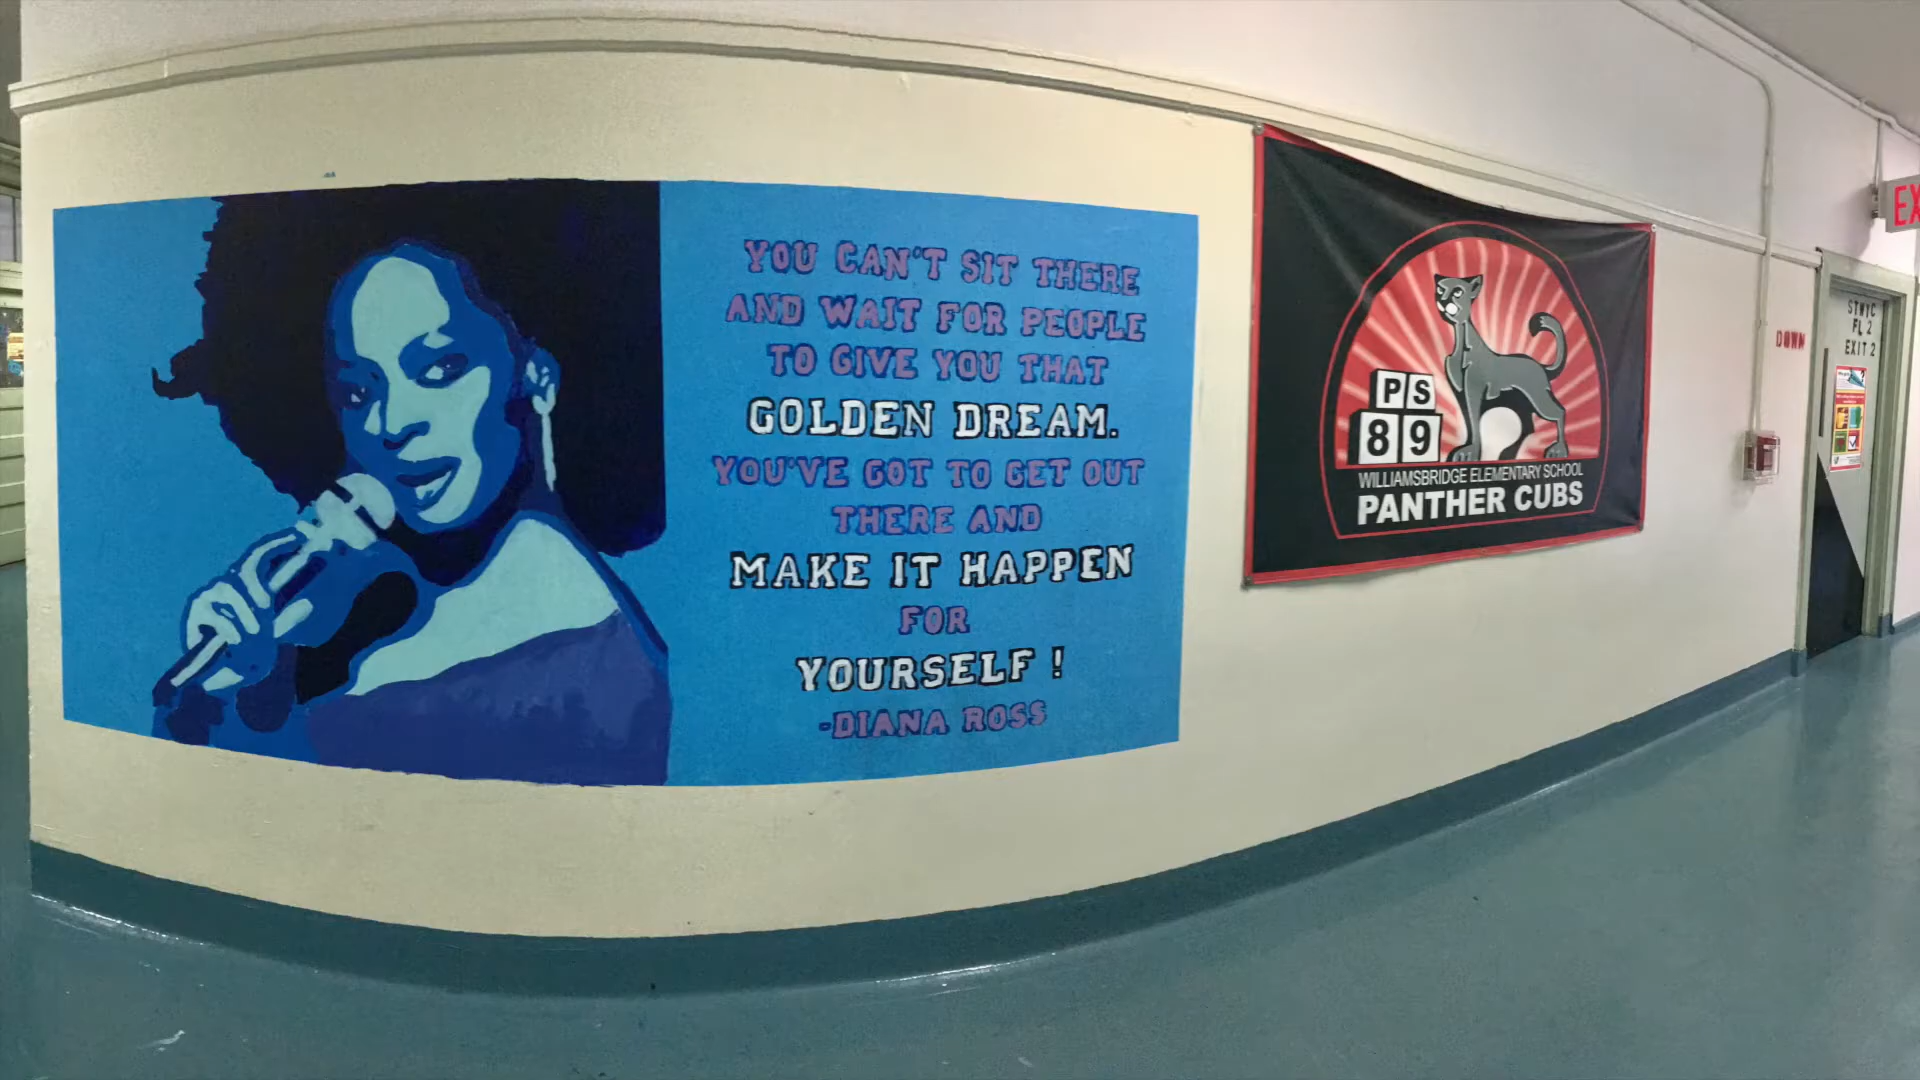 YOU CAN'T SIT THERE
AND WAIT FOR PEOPLE
TO GIVE YOU THAT
GOLDEN DREAM.
YOU'VE GOT TO GET OUT
THERE AND
MAKE IT HAPPEN
FOR
YOURSELF !
-DIANA ROSS
PS
89
WILLIAMSBRIDGE ELEMENTARY SCHOOL
PANTHER CUBS
DOWN
EX
FL 2
EXIT 2